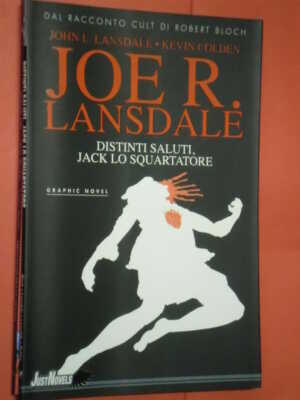 DAL RACCONTO CULT DI ROBERT BLOCH
JOHN L. LANSDALE • KEVIN COLDEN
JOE R.
LANSDALE
DISTINTI SALUTI,
JACK LO SQUARTATORE
GRAPHIC NOVEL
JUSTNOVELS